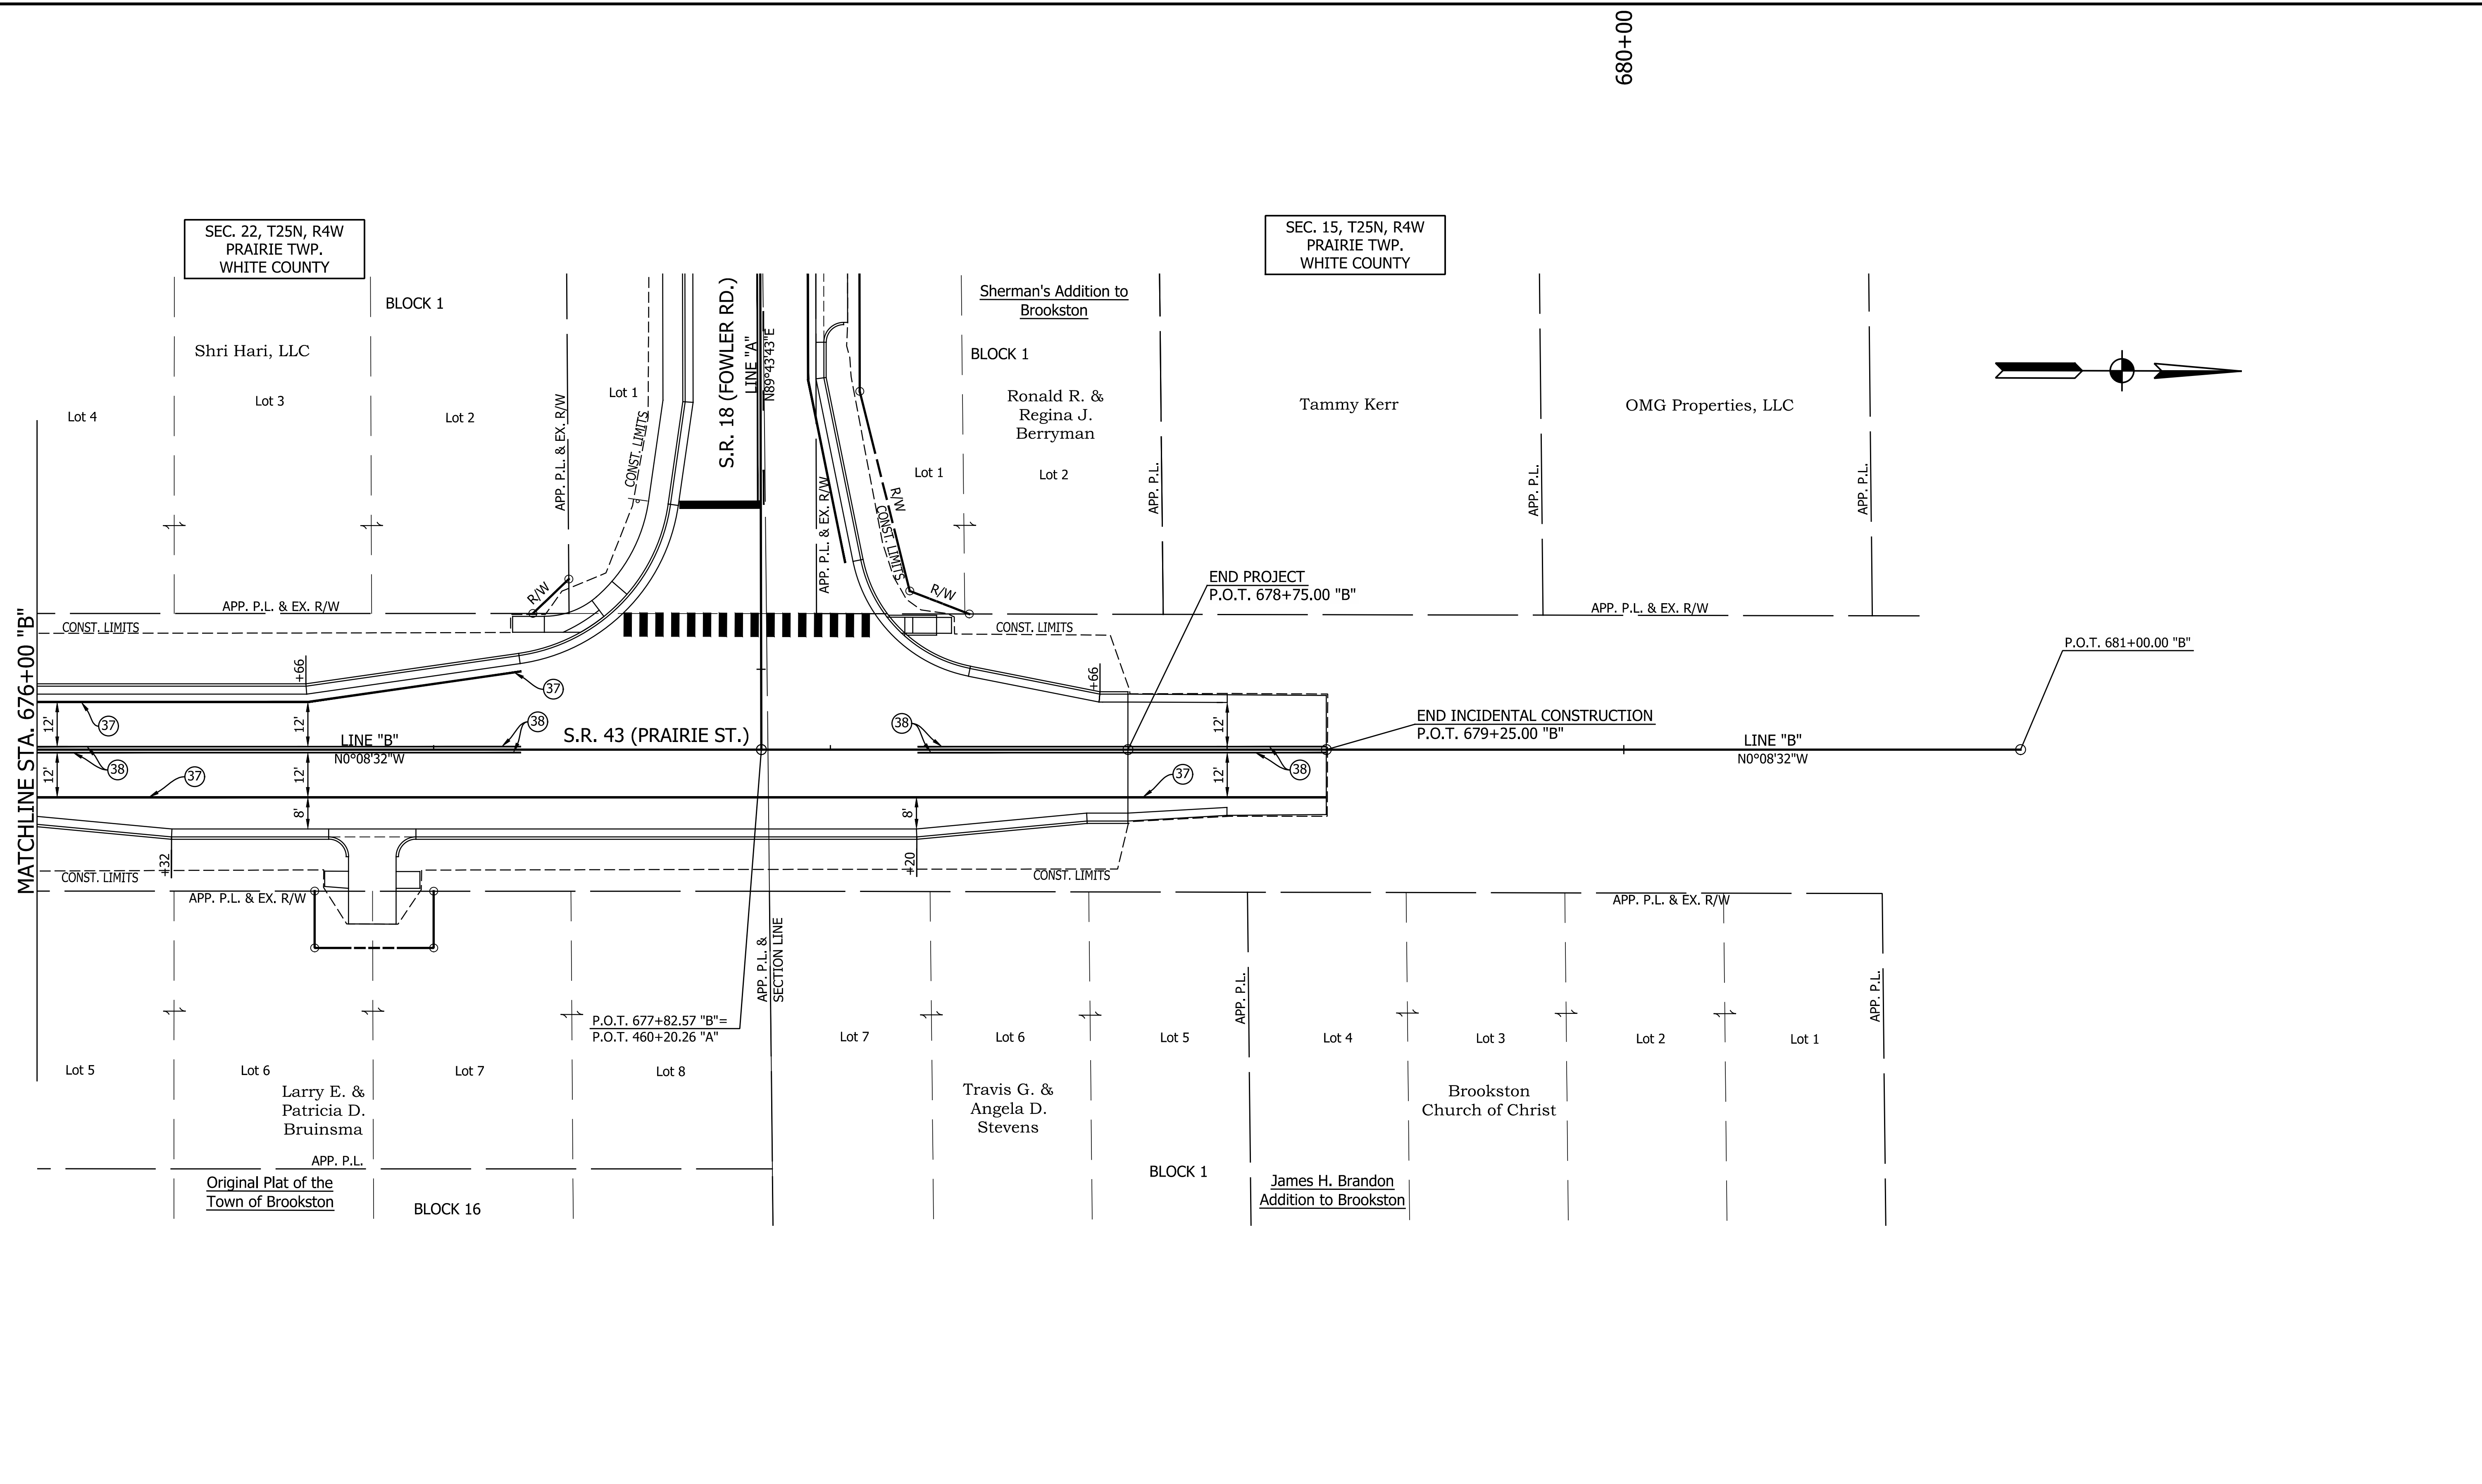 680+00
SEC. 22, T25N, R4W
PRAIRIE TWP.
WHITE COUNTY
SEC. 15, T25N, R4W
PRAIRIE TWP.
WHITE COUNTY
BLOCK 1
Shri Hari, LLC
Lot 4
Lot 3
Lot 2
Lot 1
APP. P.L. & EX. R/W
CONST. LIMITS
S.R. 18 (FOWLER RD.)
LINE "A"
N89°43'43"E
APP. P.L. & EX. R/W
R/W
CONST. LIMITS
Sherman's Addition to
Brookston
BLOCK 1
Ronald R. &
Regina J.
Berryman
Lot 1
Lot 2
APP. P.L.
Tammy Kerr
APP. P.L.
OMG Properties, LLC
APP. P.L.
R/W
R/W
END PROJECT
P.O.T. 678+75.00 "B"
APP. P.L. & EX. R/W
APP. P.L. & EX. R/W
CONST. LIMITS
CONST. LIMITS
P.O.T. 681+00.00 "B"
MATCHLINE STA. 676+00 "B"
+66
+66
37
12'
37
12'
38
38
12'
END INCIDENTAL CONSTRUCTION
P.O.T. 679+25.00 "B"
LINE "B"
N0°08'32"W
S.R. 43 (PRAIRIE ST.)
LINE "B"
N0°08'32"W
12'
38
37
12'
37
12'
38
8'
8'
+32
+20
CONST. LIMITS
CONST. LIMITS
APP. P.L. & EX. R/W
APP. P.L. & EX. R/W
APP. P.L. &
SECTION LINE
APP. P.L.
APP. P.L.
P.O.T. 677+82.57 "B"=
P.O.T. 460+20.26 "A"
Lot 5
Lot 6
Lot 7
Lot 8
Lot 7
Lot 6
Lot 5
Lot 4
Lot 3
Lot 2
Lot 1
Larry E. &
Patricia D.
Bruinsma
Travis G. &
Angela D.
Stevens
Brookston
Church of Christ
APP. P.L.
Original Plat of the
Town of Brookston
BLOCK 16
BLOCK 1
James H. Brandon
Addition to Brookston